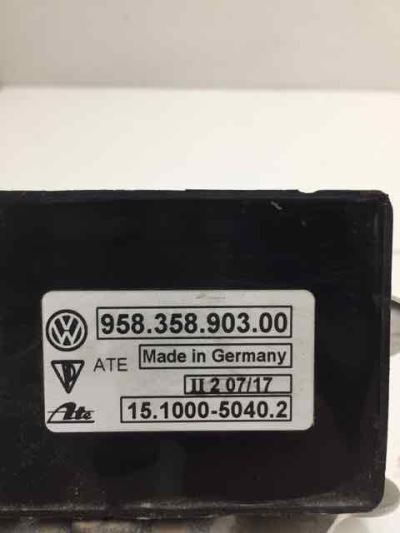 958.358.903.00
ATE Made in Germany
II 2 07/17
Ate 15.1000-5040.2